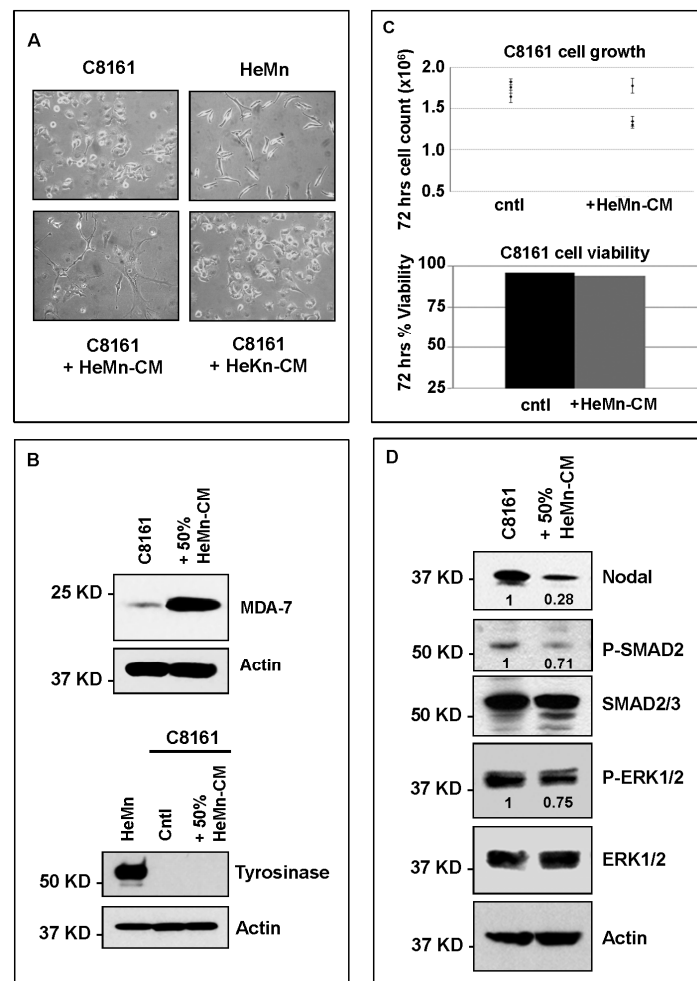 A
C8161 HeMn
C8161
+ HeMn-CM
C8161
+ HeKn-CM
C
C8161 cell growth
72 hrs cell count (x10⁶)
2.0
1.5
1.0
0.5
cntl +HeMn-CM
C8161 cell viability
72 hrs % Viability
100
75
50
25
cntl +HeMn-CM
B
C8161
+ 50%
HeMn-CM
25 KD
MDA-7
37 KD
Actin
C8161
HeMn
Cntl
+ 50%
HeMn-CM
50 KD
Tyrosinase
37 KD
Actin
D
C8161
+ 50%
HeMn-CM
37 KD
Nodal
1 0.28
50 KD
P-SMAD2
1 0.71
SMAD2/3
50 KD
P-ERK1/2
37 KD
1 0.75
ERK1/2
37 KD
Actin
37 KD